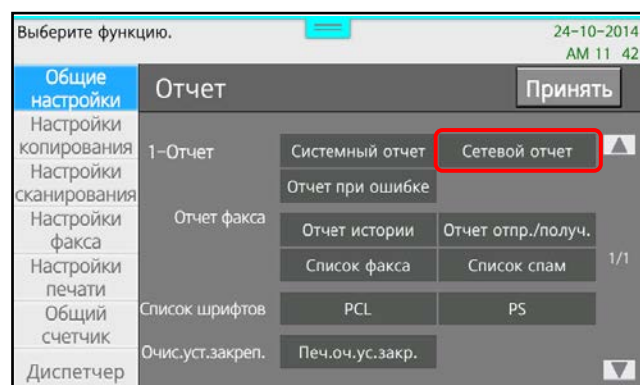 Выберите функцию.
24-10-2014
AM 11 42
Общие
настройки
Отчет
Принять
Настройки
копирования
Настройки
сканирования
Настройки
факса
Настройки
печати
Общий
счетчик
Диспетчер
1-Отчет
Системный отчет
Сетевой отчет
Отчет при ошибке
Отчет факса
Отчет истории
Отчет отпр./получ.
Список факса
Список спам
1/1
Список шрифтов
PCL
PS
Очис.уст.закреп.
Печ.оч.ус.закр.